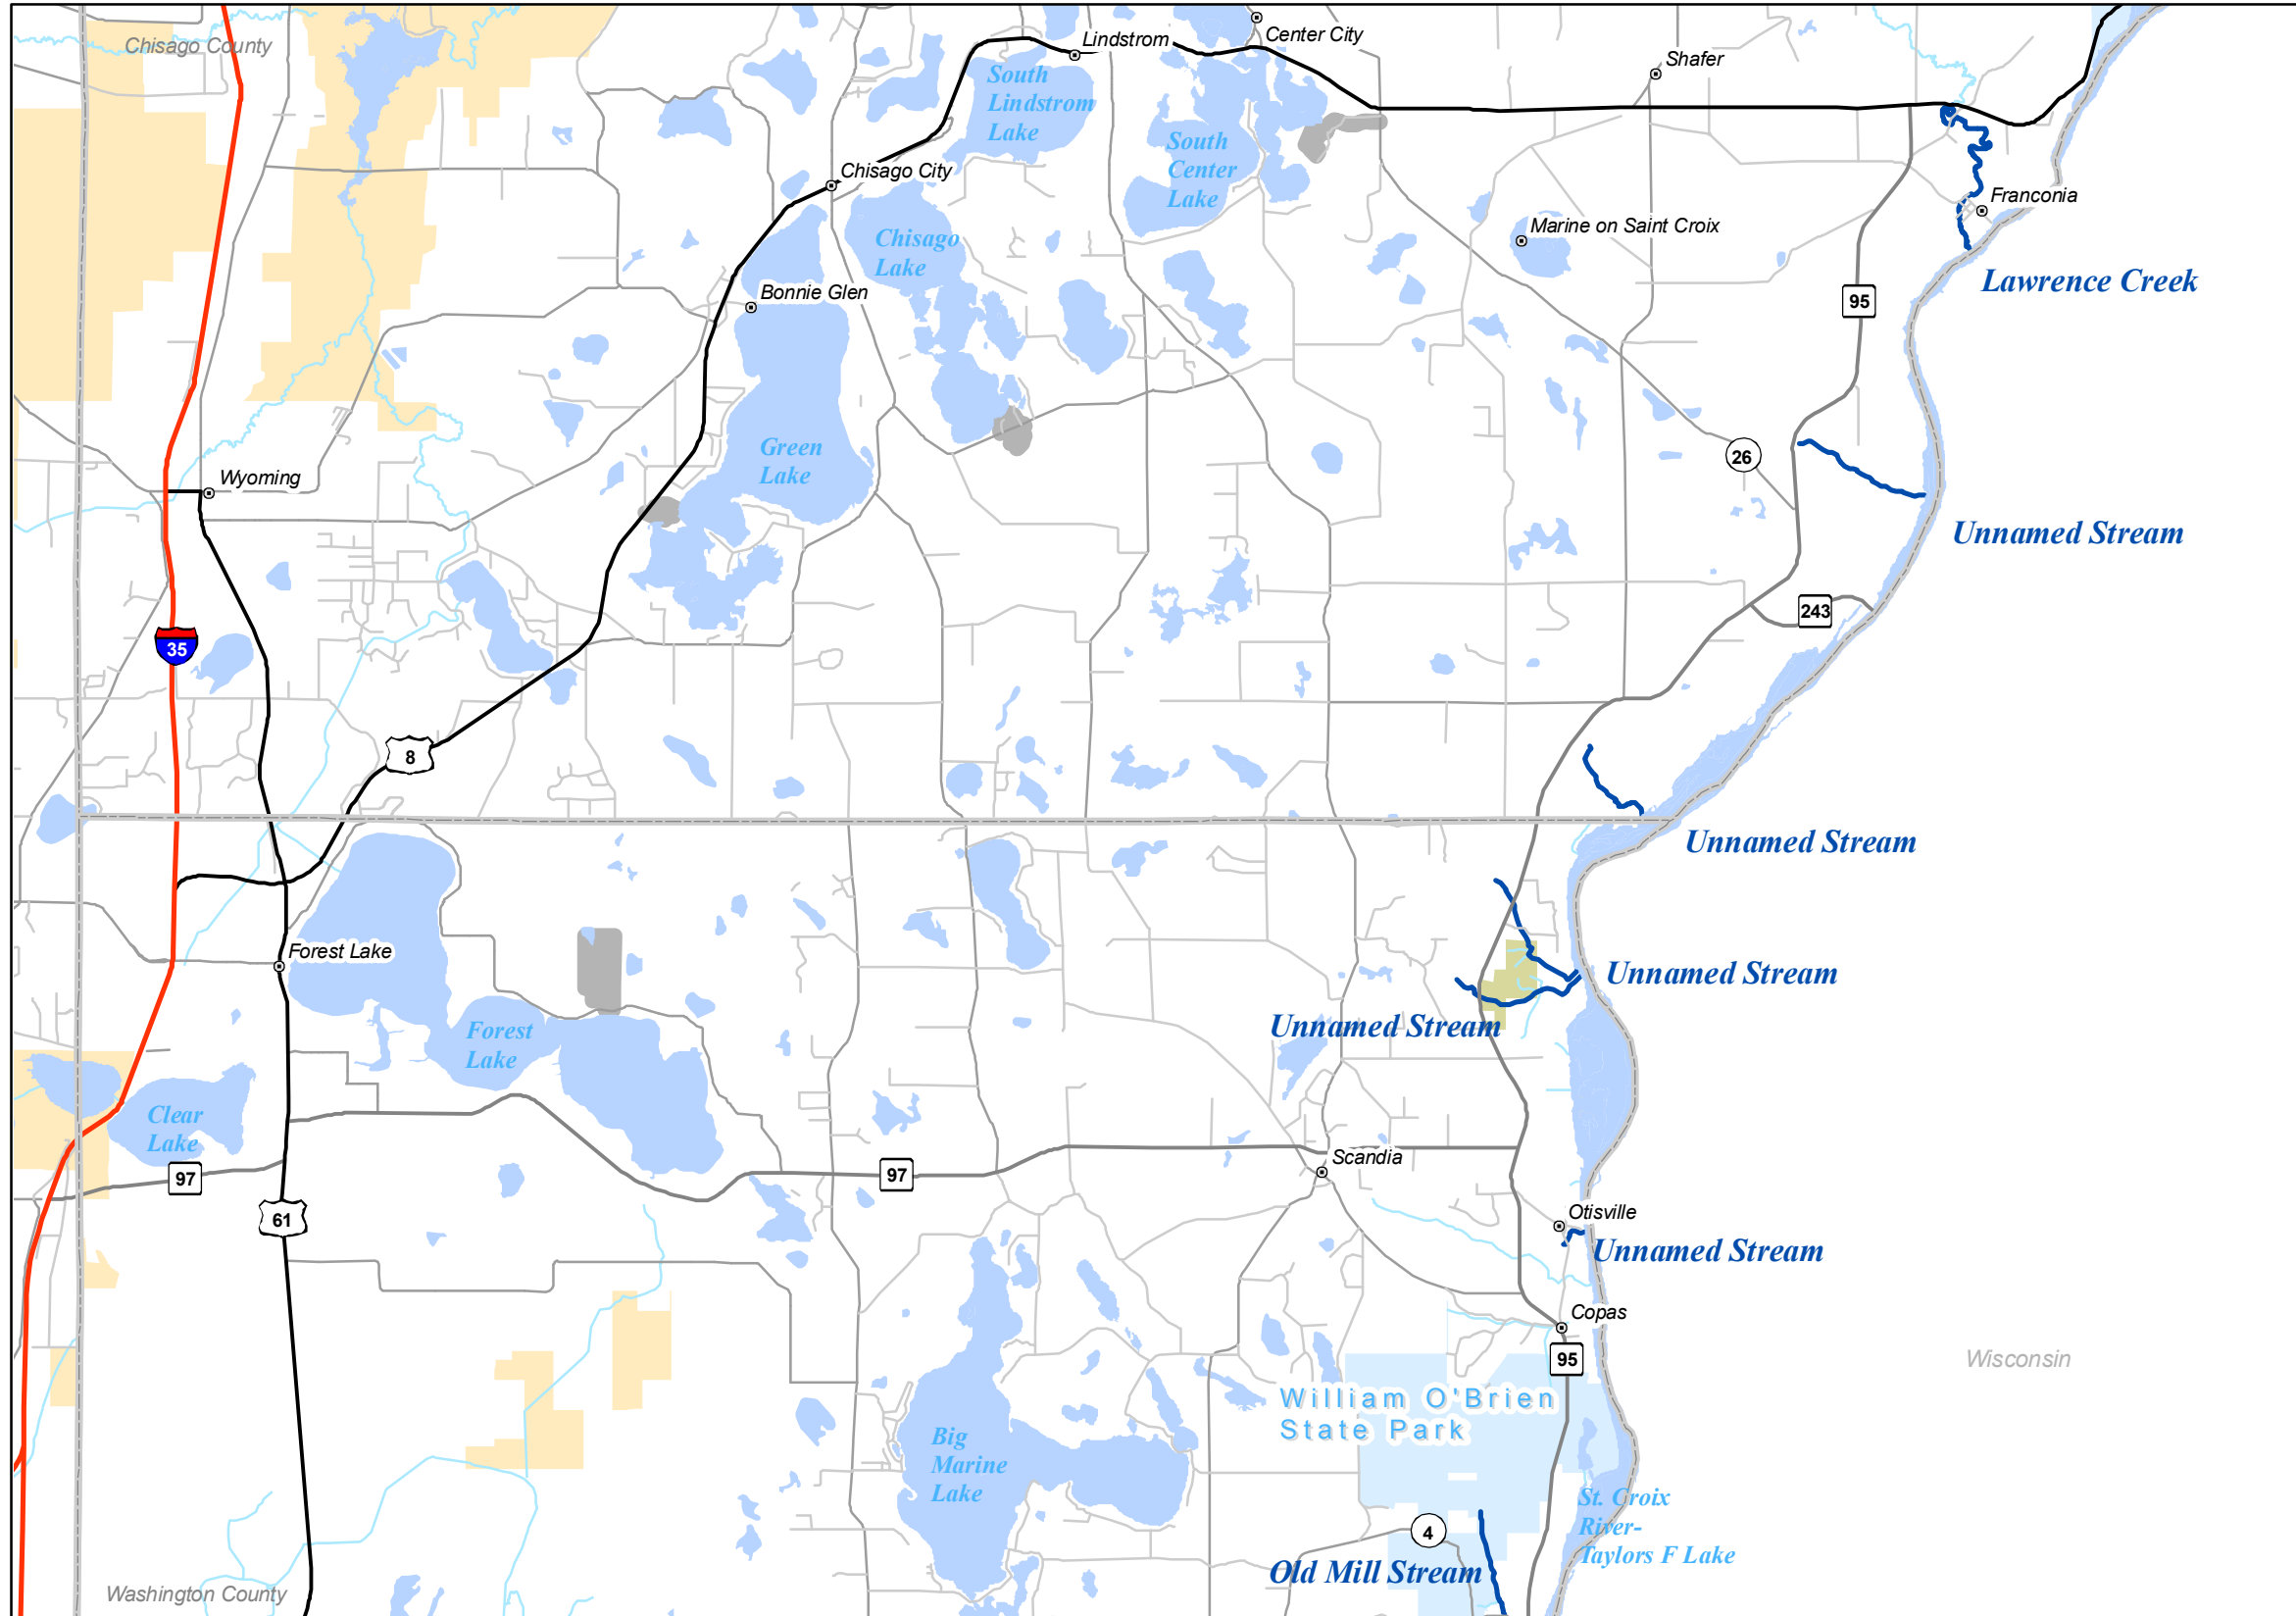 Chisago County
Lindstrom
Center City
Shafer
South
Lindstrom
Lake
South
Center
Lake
Chisago City
Franconia
Marine on Saint Croix
Chisago
Lake
Lawrence Creek
Bonnie Glen
95
Green
Lake
26
Wyoming
Unnamed Stream
243
35
8
Unnamed Stream
Forest Lake
Unnamed Stream
Forest
Lake
Unnamed Stream
Clear
Lake
97
97
Scandia
61
Otisville
Unnamed Stream
Copas
95
Wisconsin
William O'Brien
State Park
Big
Marine
Lake
St. Croix
River-
Taylors F Lake
4
Old Mill Stream
Washington County